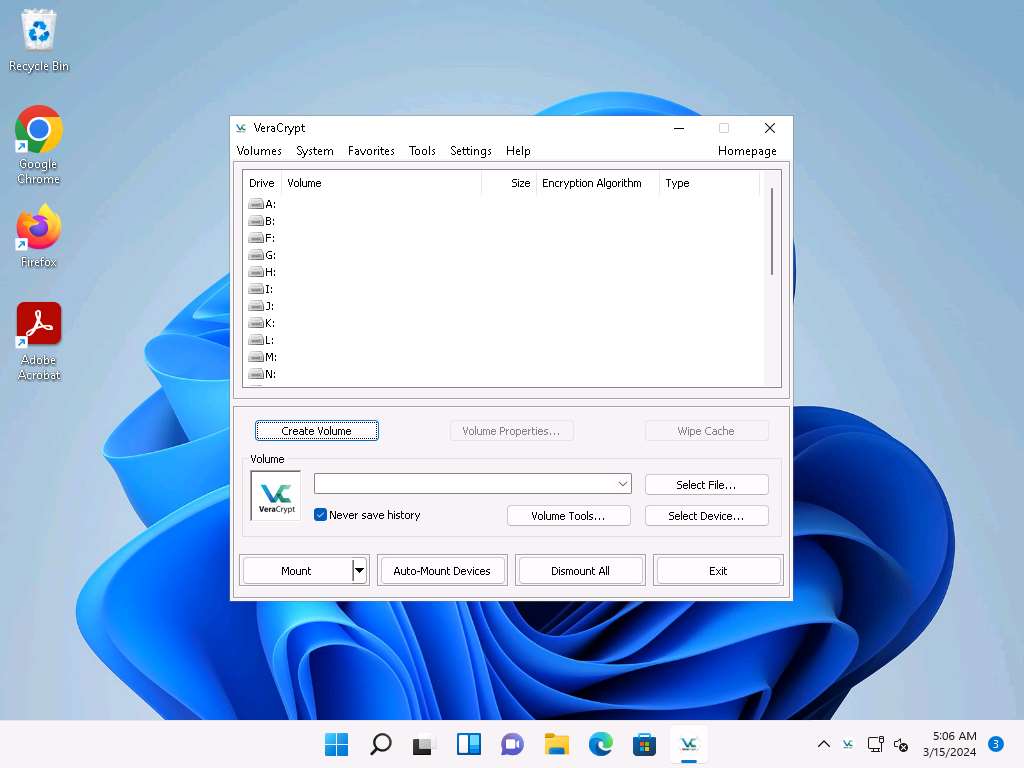 Recycle Bin
Google
Chrome
Firefox
Adobe
Acrobat
VeraCrypt
Volumes System Favorites Tools Settings Help Homepage
Drive Volume Size Encryption Algorithm Type
A:
B:
F:
G:
H:
I:
J:
K:
L:
M:
N:
Create Volume Volume Properties... Wipe Cache
Volume
VeraCrypt
Select File...
Never save history Volume Tools... Select Device...
Mount Auto-Mount Devices Dismount All Exit
5:06 AM
3/15/2024
3